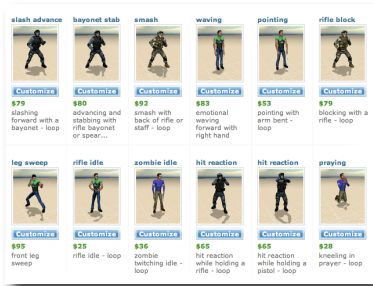 slash advance
bayonet stab
smash
waving
pointing
rifle block
Customize
Customize
Customize
Customize
Customize
Customize
$79
$80
$92
$83
$53
$79
slashing
forward with a
bayonet - loop
advancing and
stabbing with
rifle bayonet
or spear...
smash with
back of rifle or
staff - loop
emotional
waving
forward with
right hand
pointing with
arm bent -
loop
blocking with a
rifle - loop
leg sweep
rifle idle
zombie idle
hit reaction
hit reaction
praying
Customize
Customize
Customize
Customize
Customize
Customize
$95
$25
$36
$65
$65
$28
front leg
sweep
rifle idle - loop
zombie
twitching idle -
loop
hit reaction
while holding a
rifle - loop
hit reaction
while holding a
pistol - loop
kneeling in
prayer - loop